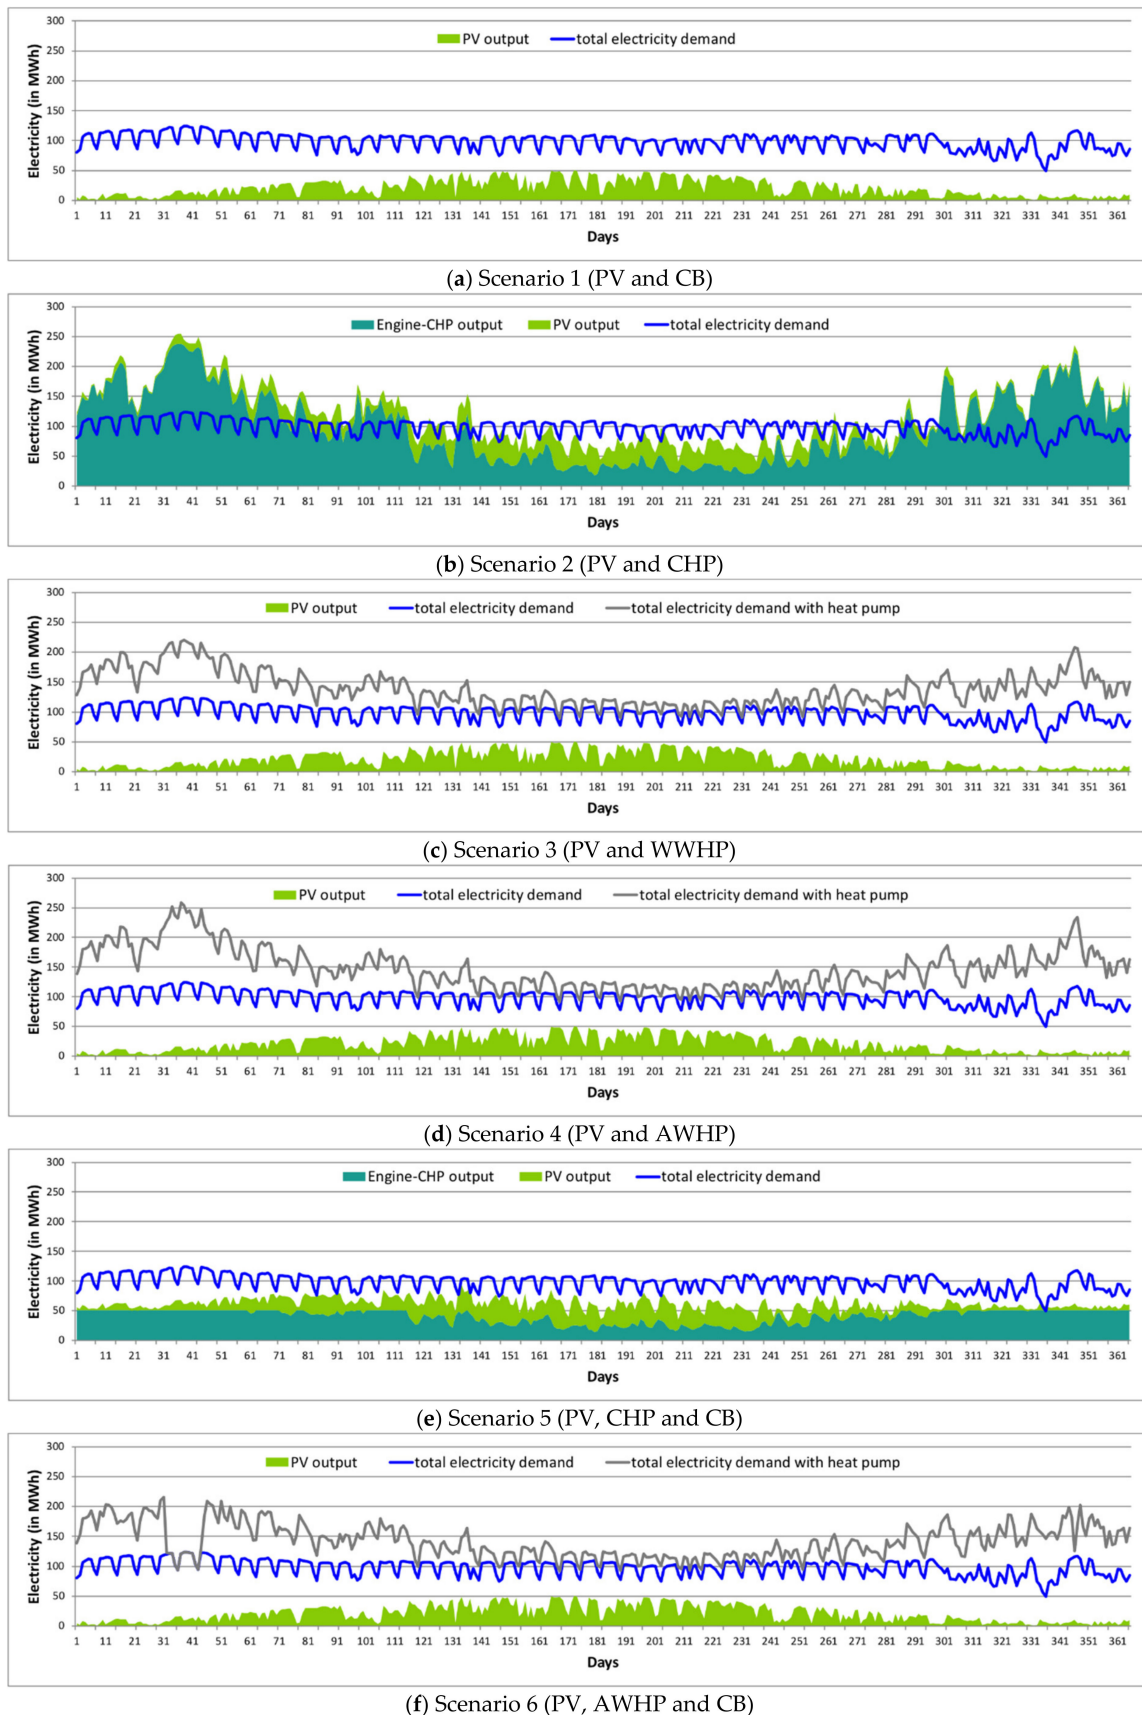 300
250
200
150
100
50
0
Electricity (in MWh)
PV output total electricity demand
1 11 21 31 41 51 61 71 81 91 101 111 121 131 141 151 161 171 181 191 201 211 221 231 241 251 261 271 281 291 301 311 321 331 341 351 361
Days
(a) Scenario 1 (PV and CB)
300
250
200
150
100
50
0
Electricity (in MWh)
Engine-CHP output PV output total electricity demand
1 11 21 31 41 51 61 71 81 91 101 111 121 131 141 151 161 171 181 191 201 211 221 231 241 251 261 271 281 291 301 311 321 331 341 351 361
Days
(b) Scenario 2 (PV and CHP)
300
250
200
150
100
50
0
Electricity (in MWh)
PV output total electricity demand total electricity demand with heat pump
1 11 21 31 41 51 61 71 81 91 101 111 121 131 141 151 161 171 181 191 201 211 221 231 241 251 261 271 281 291 301 311 321 331 341 351 361
Days
(c) Scenario 3 (PV and WWHP)
300
250
200
150
100
50
0
Electricity (in MWh)
PV output total electricity demand total electricity demand with heat pump
1 11 21 31 41 51 61 71 81 91 101 111 121 131 141 151 161 171 181 191 201 211 221 231 241 251 261 271 281 291 301 311 321 331 341 351 361
Days
(d) Scenario 4 (PV and AWHP)
300
250
200
150
100
50
0
Electricity (in MWh)
Engine-CHP output PV output total electricity demand
1 11 21 31 41 51 61 71 81 91 101 111 121 131 141 151 161 171 181 191 201 211 221 231 241 251 261 271 281 291 301 311 321 331 341 351 361
Days
(e) Scenario 5 (PV, CHP and CB)
300
250
200
150
100
50
0
Electricity (in MWh)
PV output total electricity demand total electricity demand with heat pump
1 11 21 31 41 51 61 71 81 91 101 111 121 131 141 151 161 171 181 191 201 211 221 231 241 251 261 271 281 291 301 311 321 331 341 351 361
Days
(f) Scenario 6 (PV, AWHP and CB)